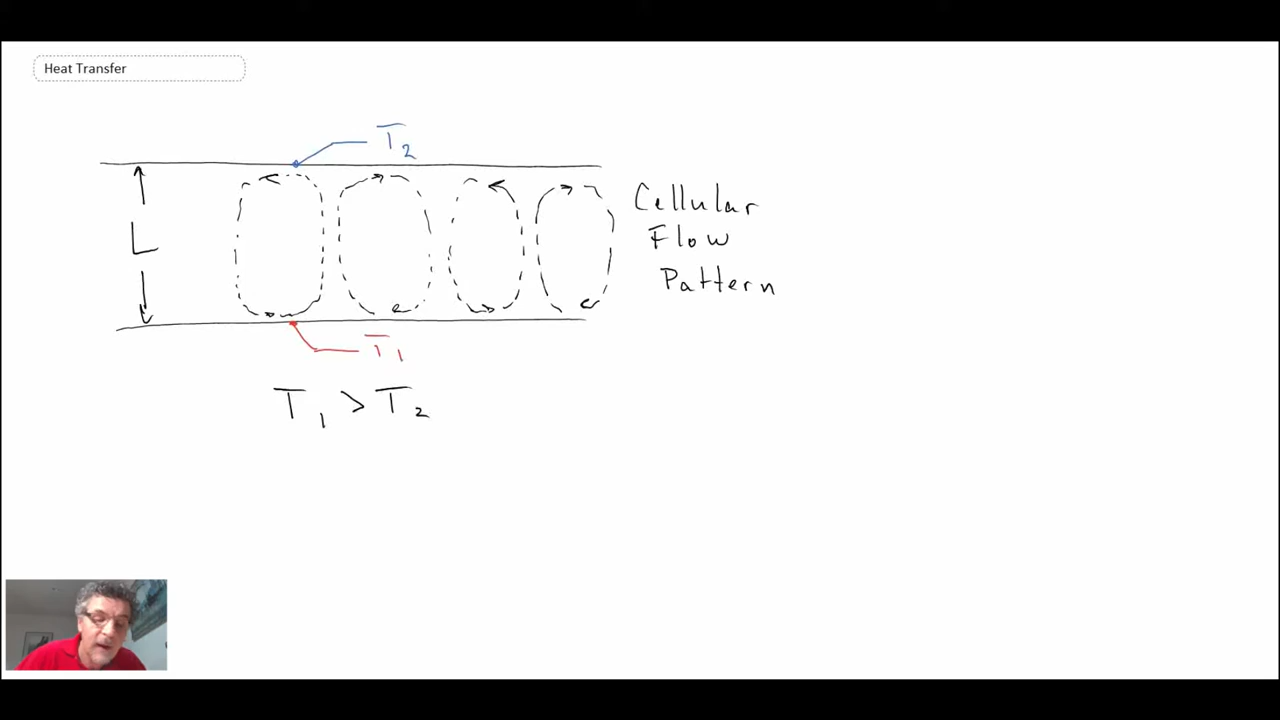 Heat Transfer
T2
L
Cellular
Flow
Pattern
T1
T1 > T2